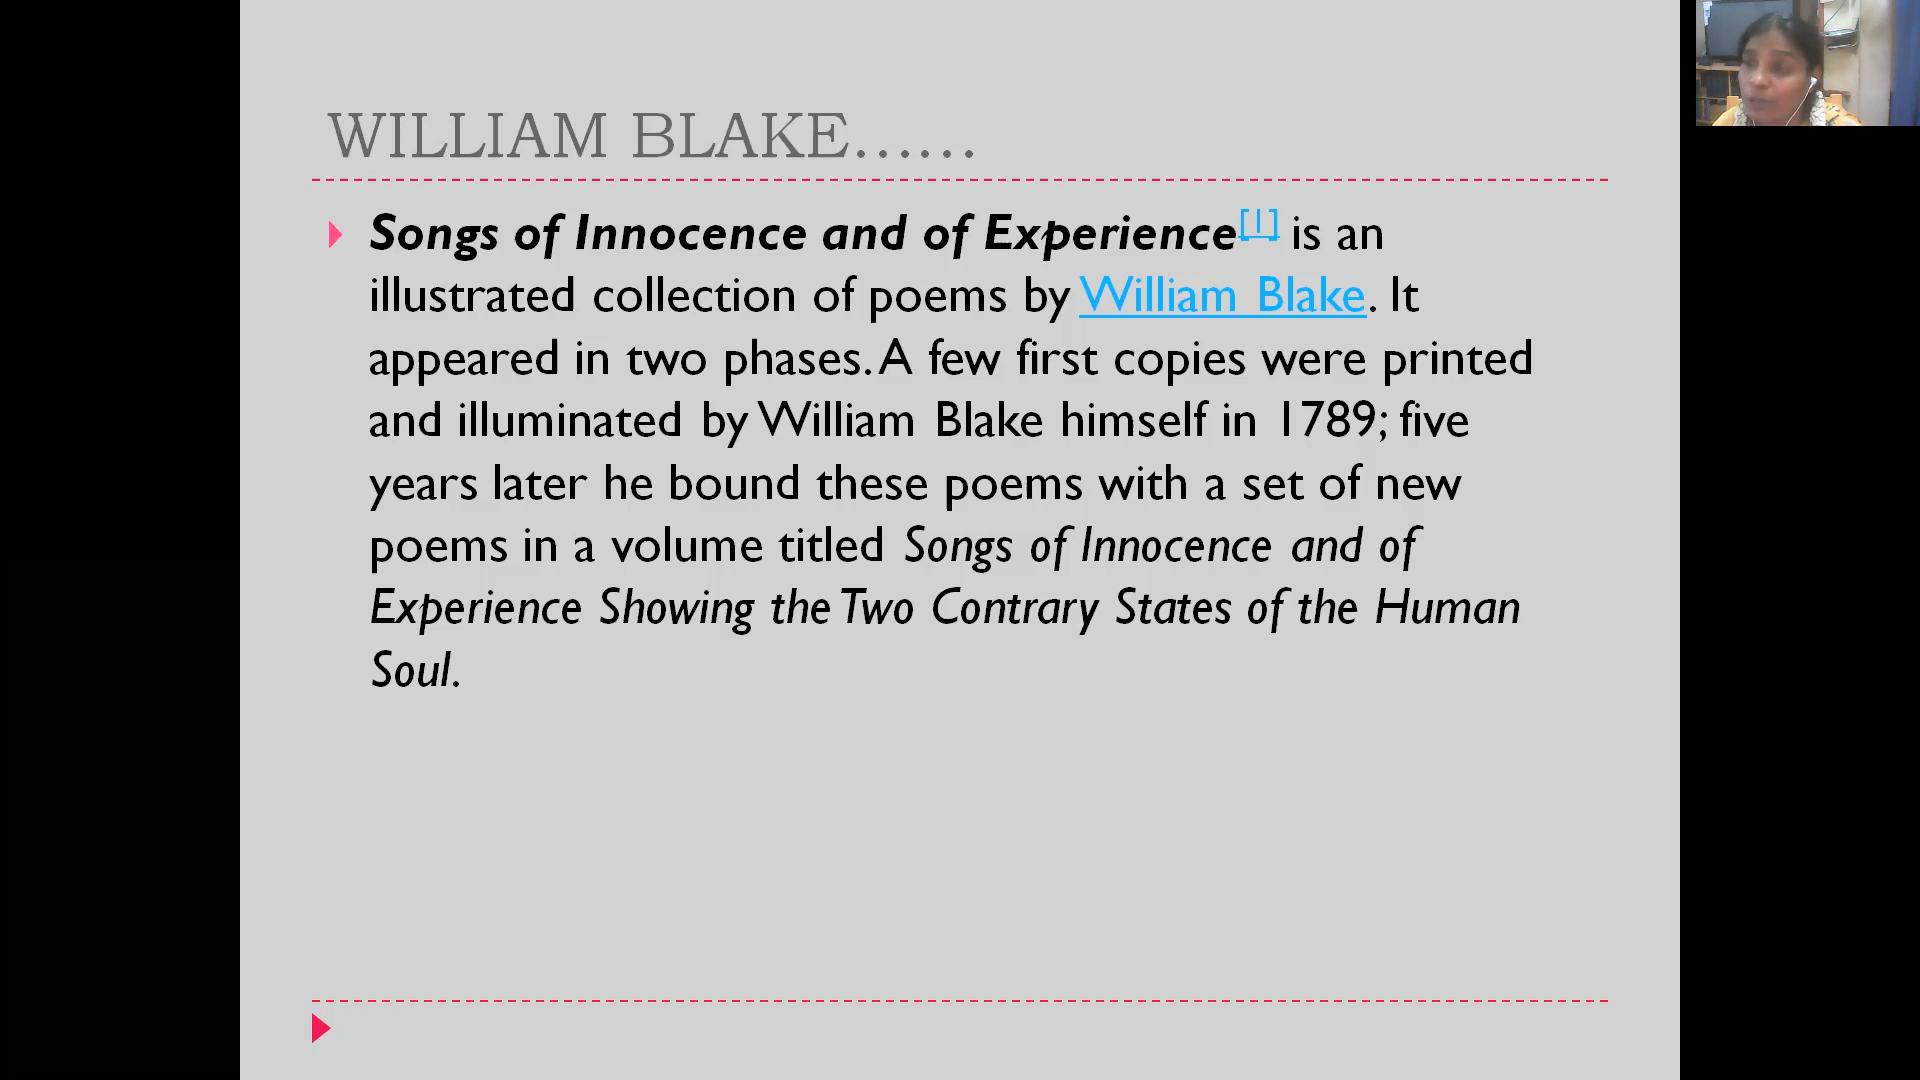 WILLIAM BLAKE……
Songs of Innocence and of Experience[1] is an
illustrated collection of poems by William Blake. It
appeared in two phases. A few first copies were printed
and illuminated by William Blake himself in 1789; five
years later he bound these poems with a set of new
poems in a volume titled Songs of Innocence and of
Experience Showing the Two Contrary States of the Human
Soul.